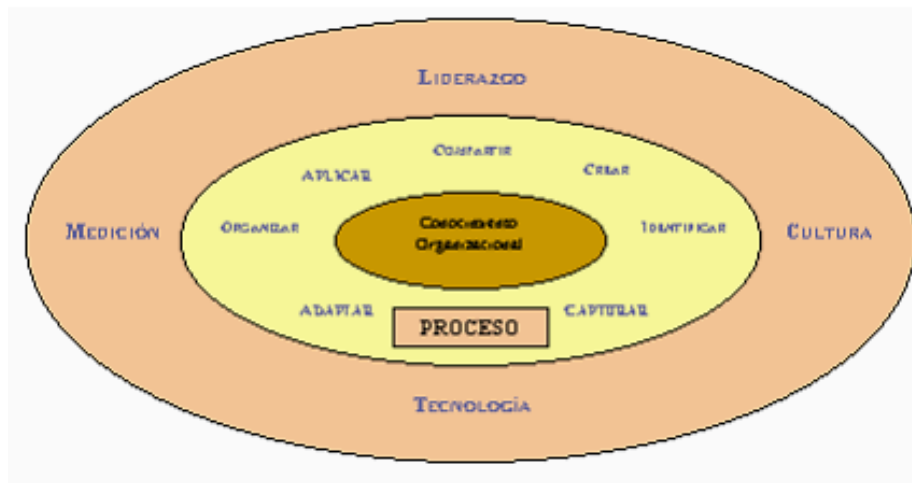 LIDERAZGO
COMPARTIR
APLICAR
CREAR
Conocimiento
Organizacional
MEDICIÓN
ORGANIZAR
IDENTIFICAR
CULTURA
ADAPTAR
PROCESO
CAPTURAR
TECNOLOGÍA